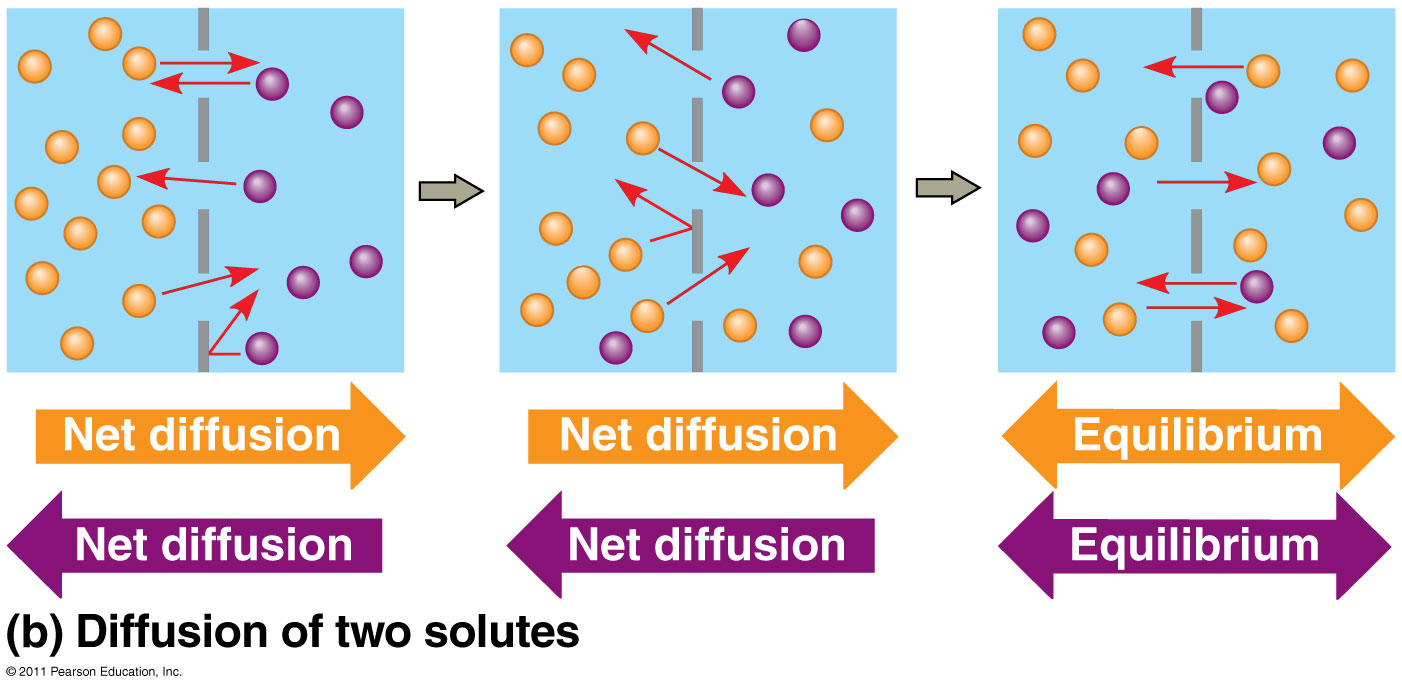 Net diffusion
Net diffusion
Equilibrium
Net diffusion
Net diffusion
Equilibrium
(b) Diffusion of two solutes
© 2011 Pearson Education, Inc.